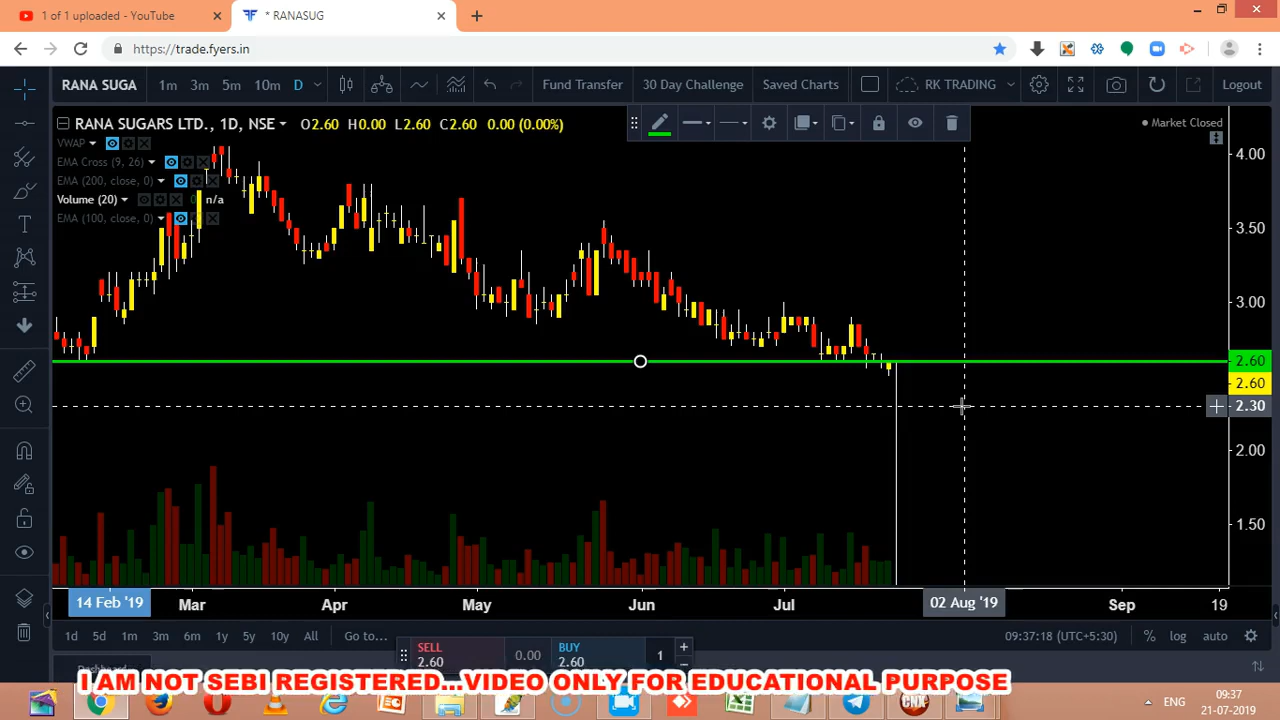 1 of 1 uploaded - YouTube
* RANASUG
https://trade.fyers.in
RANA SUGA
1m 3m 5m 10m D
Fund Transfer
30 Day Challenge
Saved Charts
RK TRADING
Logout
RANA SUGARS LTD., 1D, NSE
O2.60 H0.00 L2.60 C2.60 0.00 (0.00%)
Market Closed
VWAP
EMA Cross (9, 26)
EMA (200, close, 0)
Volume (20) 0 n/a
EMA (100, close, 0)
4.00
3.50
3.00
2.60
2.60
2.30
2.00
1.50
14 Feb '19 Mar Apr May Jun Jul 02 Aug '19 Sep 19
1d 5d 1m 3m 6m 1y 5y 10y All Go to...
09:37:18 (UTC+5:30) % log auto
SELL
2.60
0.00
BUY
2.60
1
Dashboard
I AM NOT SEBI REGISTERED...VIDEO ONLY FOR EDUCATIONAL PURPOSE
CNX
ENG
09:37
21-07-2019